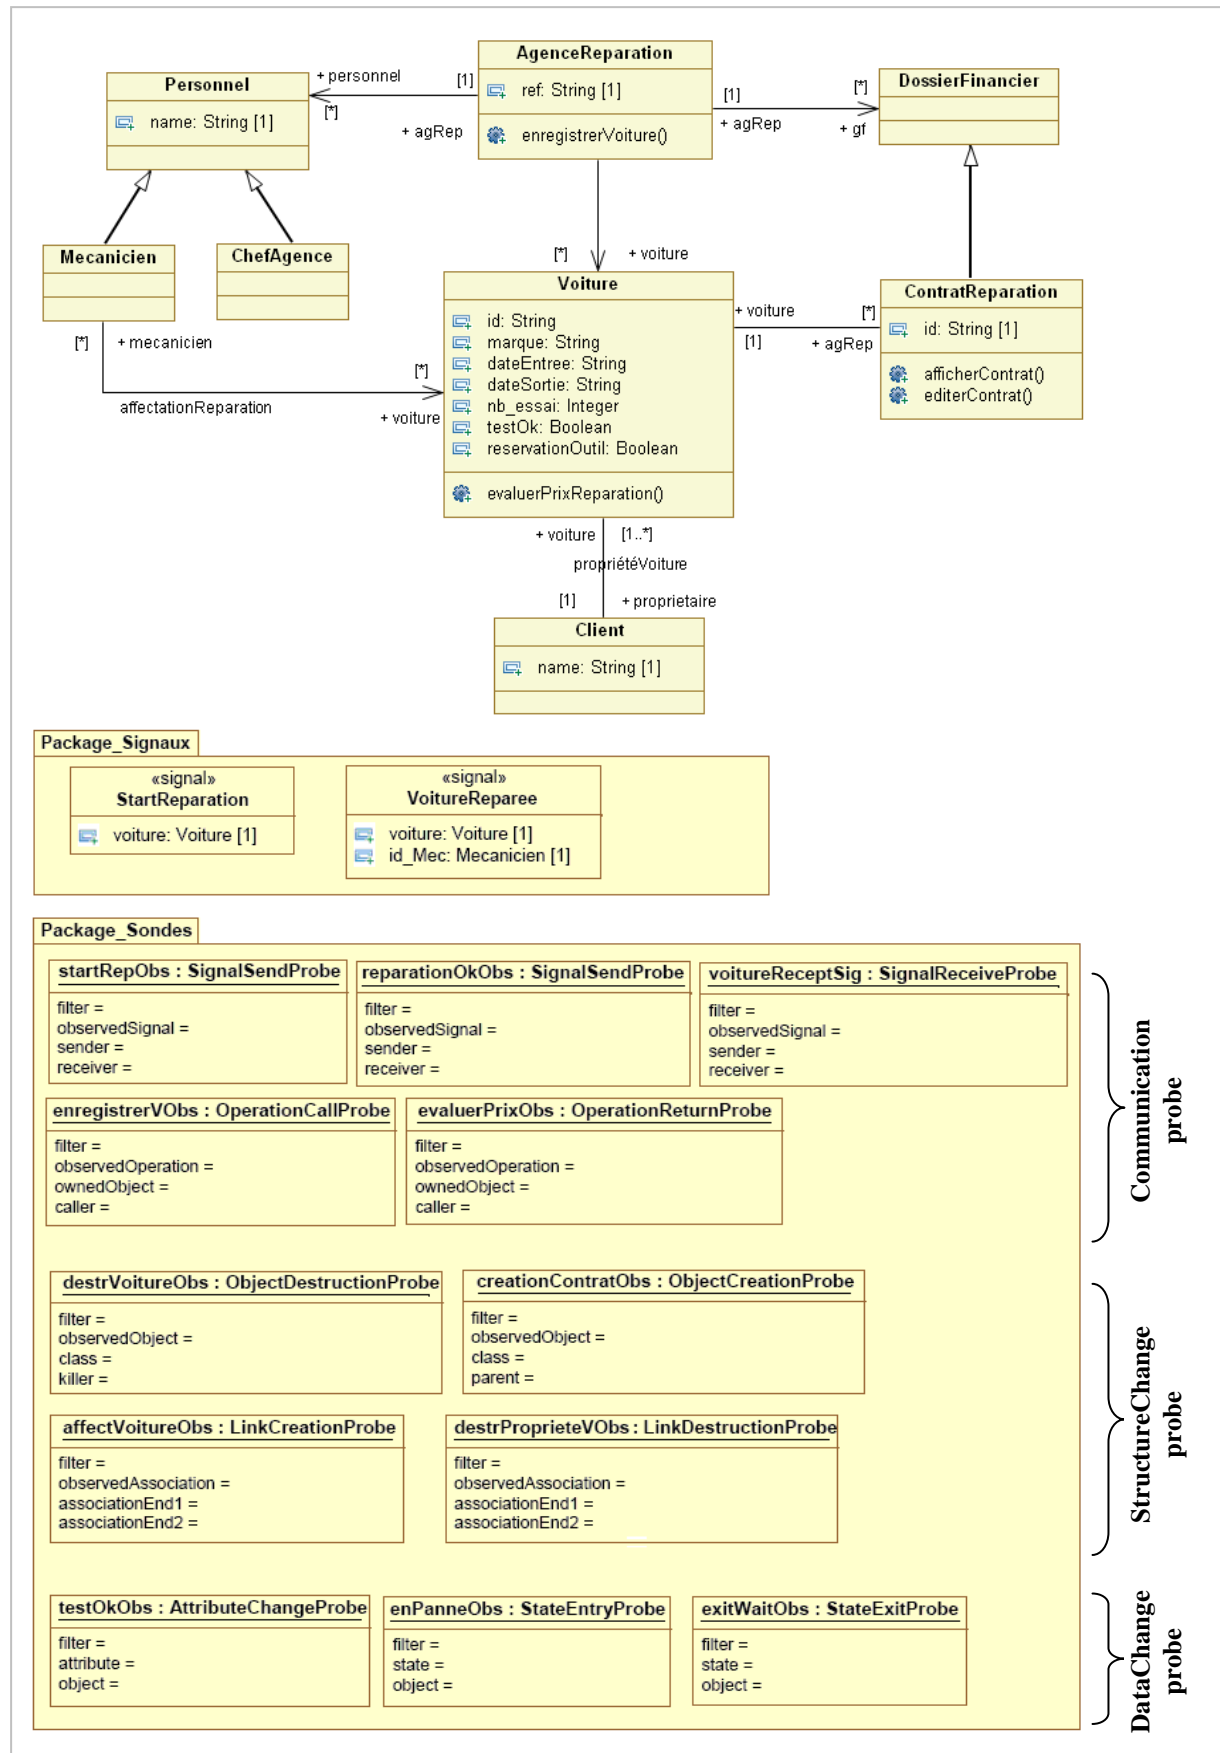 AgenceReparation
ref: String [1]
enregistrerVoiture()
Personnel
name: String [1]
+ personnel
[1]
[*]
+ agRep
[1]
+ agRep
[*]
+ gf
DossierFinancier
Mecanicien
ChefAgence
[*]
+ voiture
Voiture
id: String
marque: String
dateEntree: String
dateSortie: String
nb_essai: Integer
testOk: Boolean
reservationOutil: Boolean
evaluerPrixReparation()
ContratReparation
id: String [1]
afficherContrat()
editerContrat()
+ voiture
[*]
[1]
+ agRep
[*]
+ mecanicien
[*]
affectationReparation
+ voiture
+ voiture
[1..*]
propriétéVoiture
[1]
+ proprietaire
Client
name: String [1]
Package_Signaux
«signal»
StartReparation
voiture: Voiture [1]
«signal»
VoitureReparee
voiture: Voiture [1]
id_Mec: Mecanicien [1]
Package_Sondes
startRepObs : SignalSendProbe
filter =
observedSignal =
sender =
receiver =
reparationOkObs : SignalSendProbe
filter =
observedSignal =
sender =
receiver =
voitureReceptSig : SignalReceiveProbe
filter =
observedSignal =
sender =
receiver =
enregistrerVObs : OperationCallProbe
filter =
observedOperation =
ownedObject =
caller =
evaluerPrixObs : OperationReturnProbe
filter =
observedOperation =
ownedObject =
caller =
Communication
probe
destrVoitureObs : ObjectDestructionProbe
filter =
observedObject =
class =
killer =
creationContratObs : ObjectCreationProbe
filter =
observedObject =
class =
parent =
affectVoitureObs : LinkCreationProbe
filter =
observedAssociation =
associationEnd1 =
associationEnd2 =
destrProprieteVObs : LinkDestructionProbe
filter =
observedAssociation =
associationEnd1 =
associationEnd2 =
StructureChange
probe
testOkObs : AttributeChangeProbe
filter =
attribute =
object =
enPanneObs : StateEntryProbe
filter =
state =
object =
exitWaitObs : StateExitProbe
filter =
state =
object =
DataChange
probe